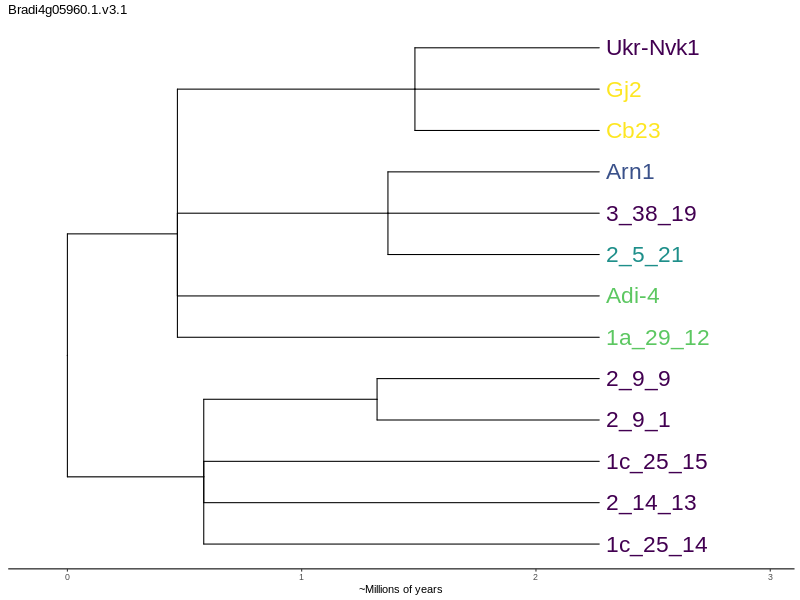 Bradi4g05960.1.v3.1
Ukr-Nvk1
Gj2
Cb23
Arn1
3_38_19
2_5_21
Adi-4
1a_29_12
2_9_9
2_9_1
1c_25_15
2_14_13
1c_25_14
0 1 2 3
~Millions of years